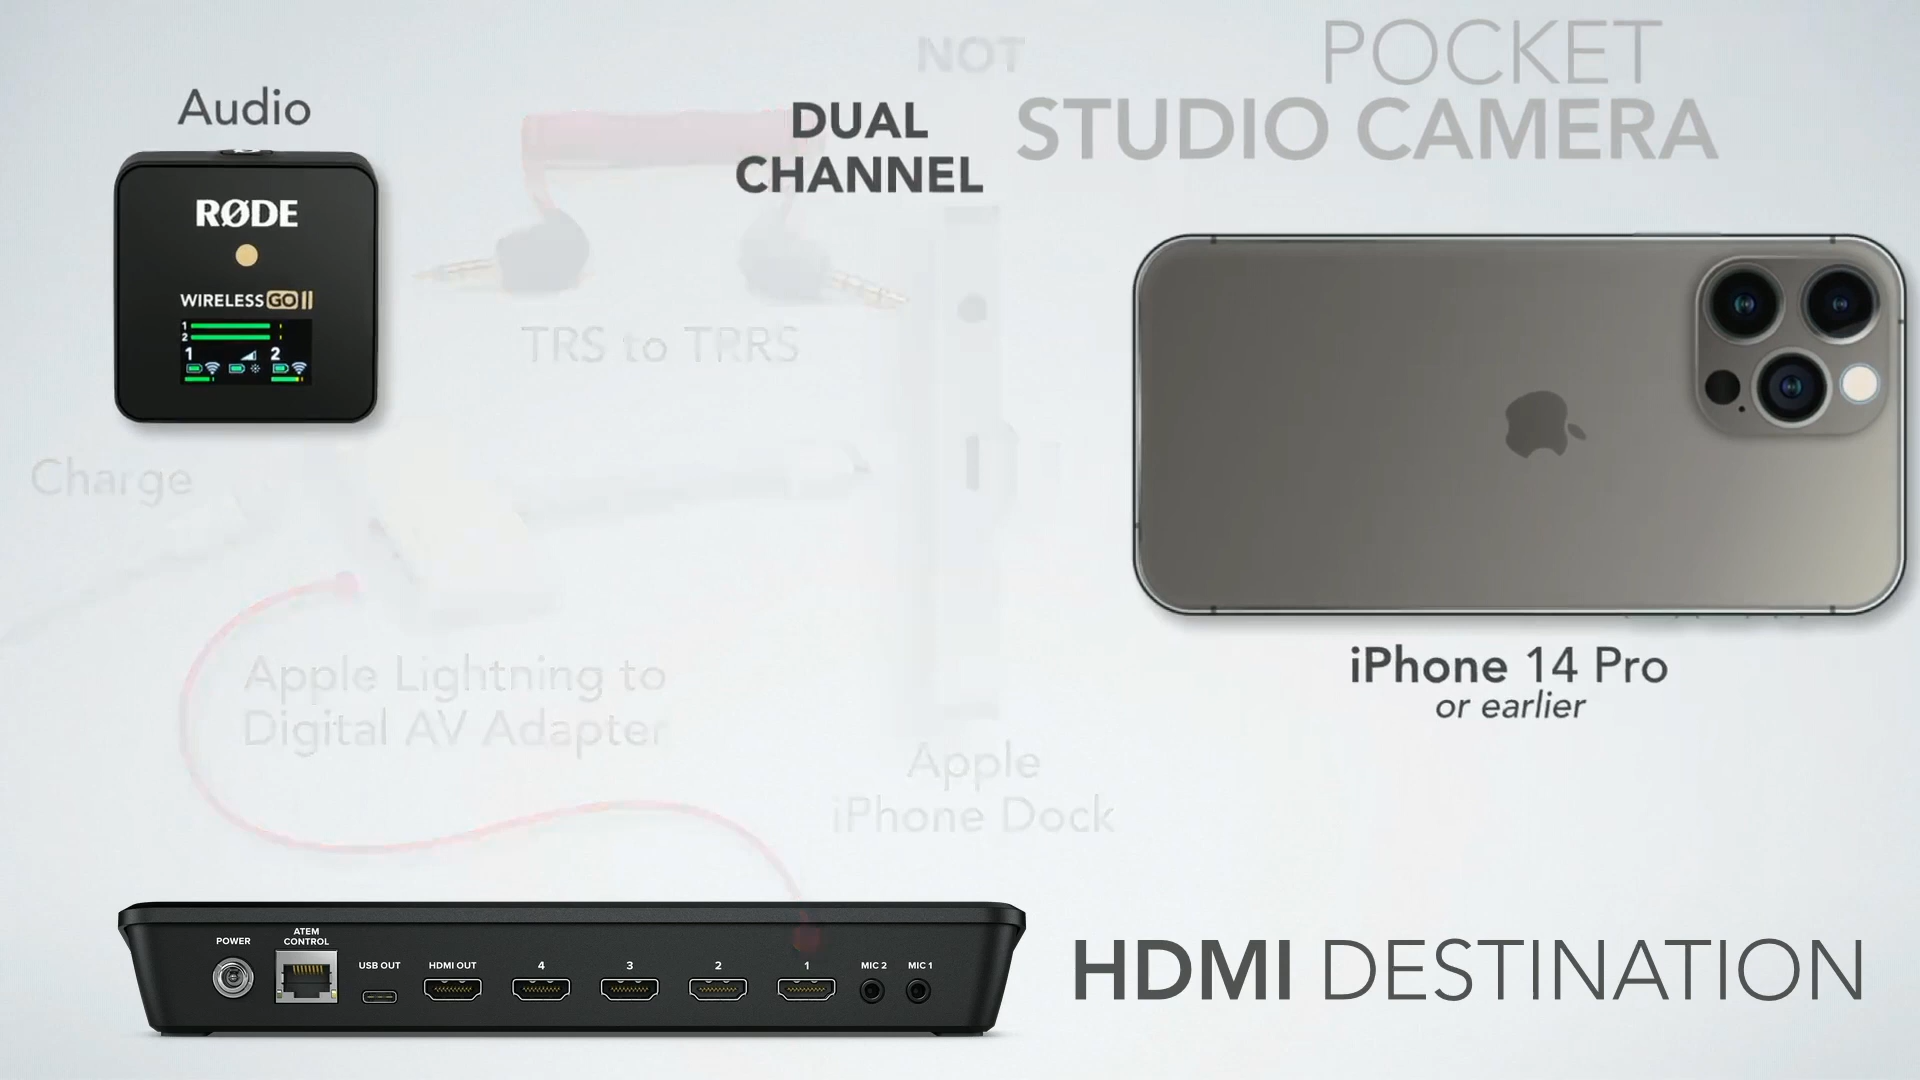 NOT
POCKET
STUDIO CAMERA
Audio
DUAL
CHANNEL
RØDE
WIRELESS GO II
1
2
1 2
TRS to TRRS
Charge
iPhone 14 Pro
or earlier
Apple Lightning to
Digital AV Adapter
Apple
iPhone Dock
POWER
ATEM
CONTROL
USB OUT
HDMI OUT
4
3
2
1
MIC 2
MIC 1
HDMI DESTINATION